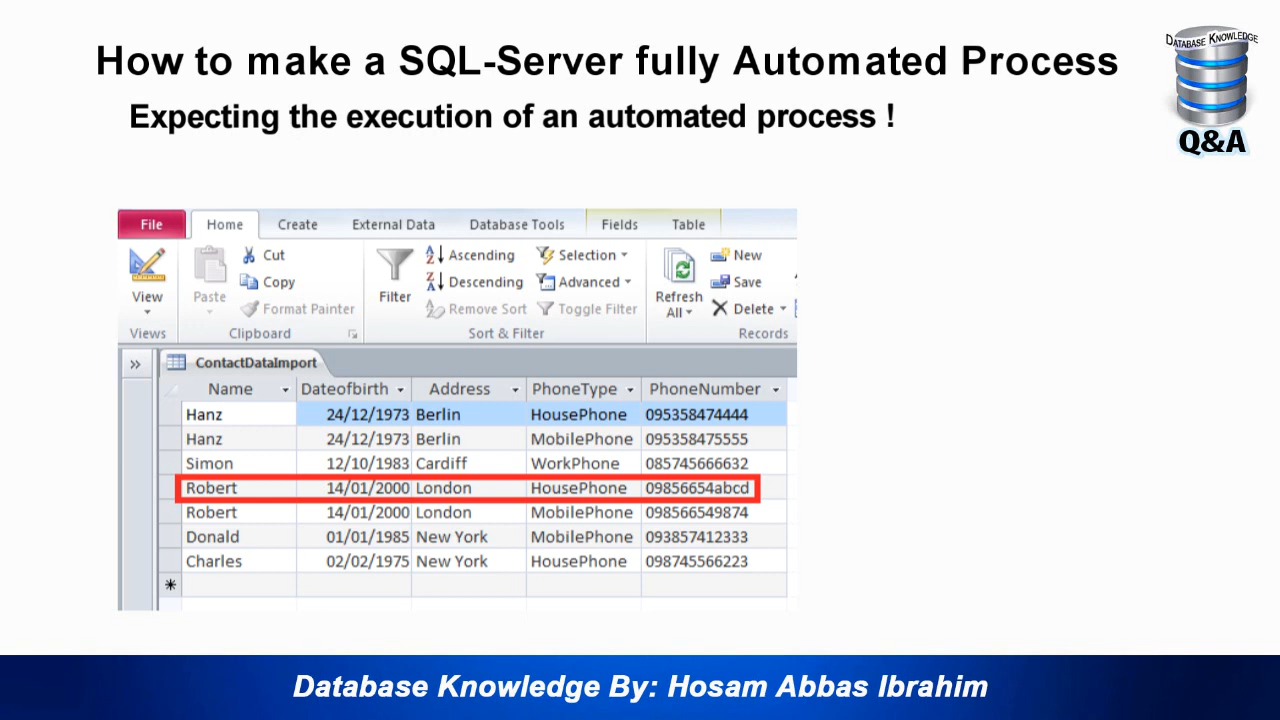 How to make a SQL-Server fully Automated Process
Expecting the execution of an automated process !
DATABASE KNOWLEDGE
Q&A
File Home Create External Data Database Tools Fields Table
View
Views
Paste
Cut
Copy
Format Painter
Clipboard
Filter
Ascending
Descending
Remove Sort
Selection
Advanced
Toggle Filter
Sort & Filter
Refresh
All
New
Save
Delete
Records
» ContactDataImport
Name Dateofbirth Address PhoneType PhoneNumber
Hanz 24/12/1973 Berlin HousePhone 095358474444
Hanz 24/12/1973 Berlin MobilePhone 095358475555
Simon 12/10/1983 Cardiff WorkPhone 085745666632
Robert 14/01/2000 London HousePhone 09856654abcd
Robert 14/01/2000 London MobilePhone 098566549874
Donald 01/01/1985 New York MobilePhone 093857412333
Charles 02/02/1975 New York HousePhone 098745566223
Database Knowledge By: Hosam Abbas Ibrahim